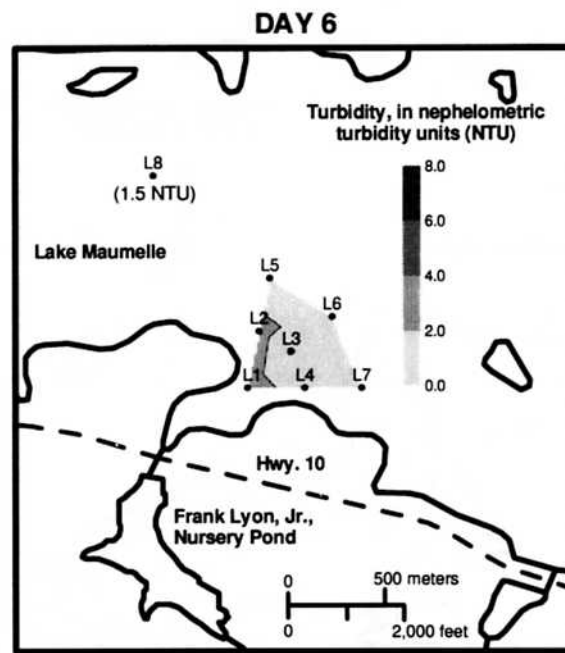 DAY 6
Turbidity, in nephelometric
turbidity units (NTU)
8.0
6.0
4.0
2.0
0.0
L8
(1.5 NTU)
Lake Maumelle
L5
L6
L2
L3
L1
L4
L7
Hwy. 10
Frank Lyon, Jr.,
Nursery Pond
0
500 meters
0
2,000 feet